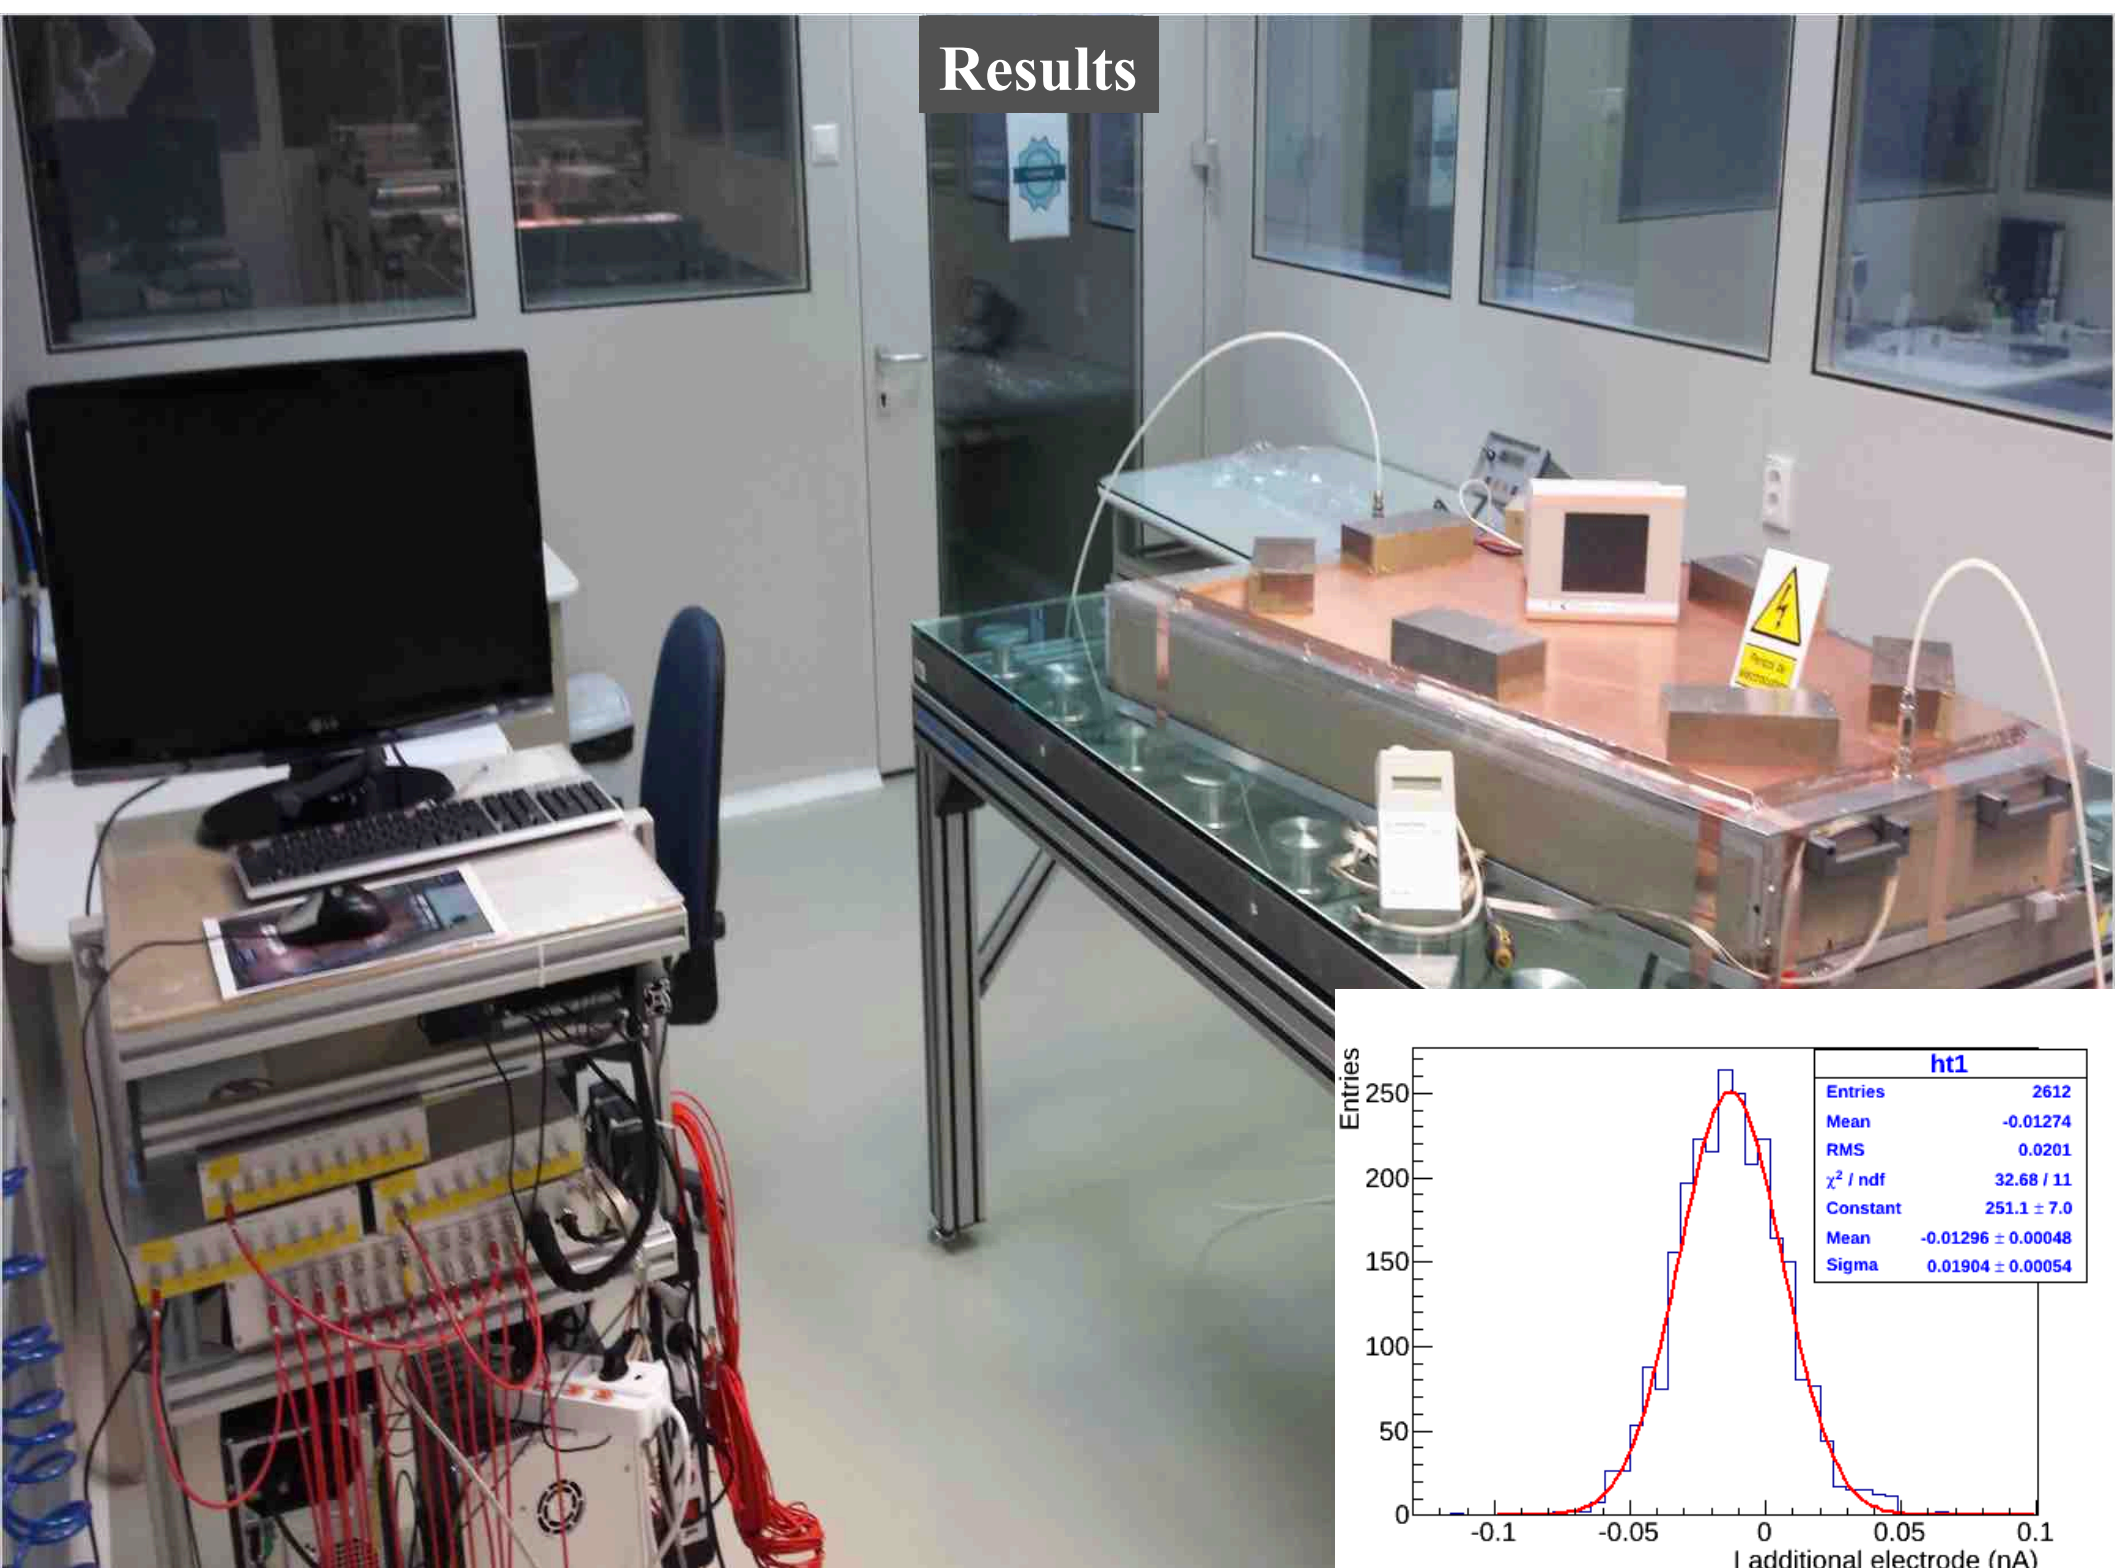 Results
LG
Entries
250
200
150
100
50
0
-0.1
-0.05
0
0.05
0.1
I additional electrode (nA)
ht1
Entries 2612
Mean -0.01274
RMS 0.0201
χ² / ndf 32.68 / 11
Constant 251.1 ± 7.0
Mean -0.01296 ± 0.00048
Sigma 0.01904 ± 0.00054